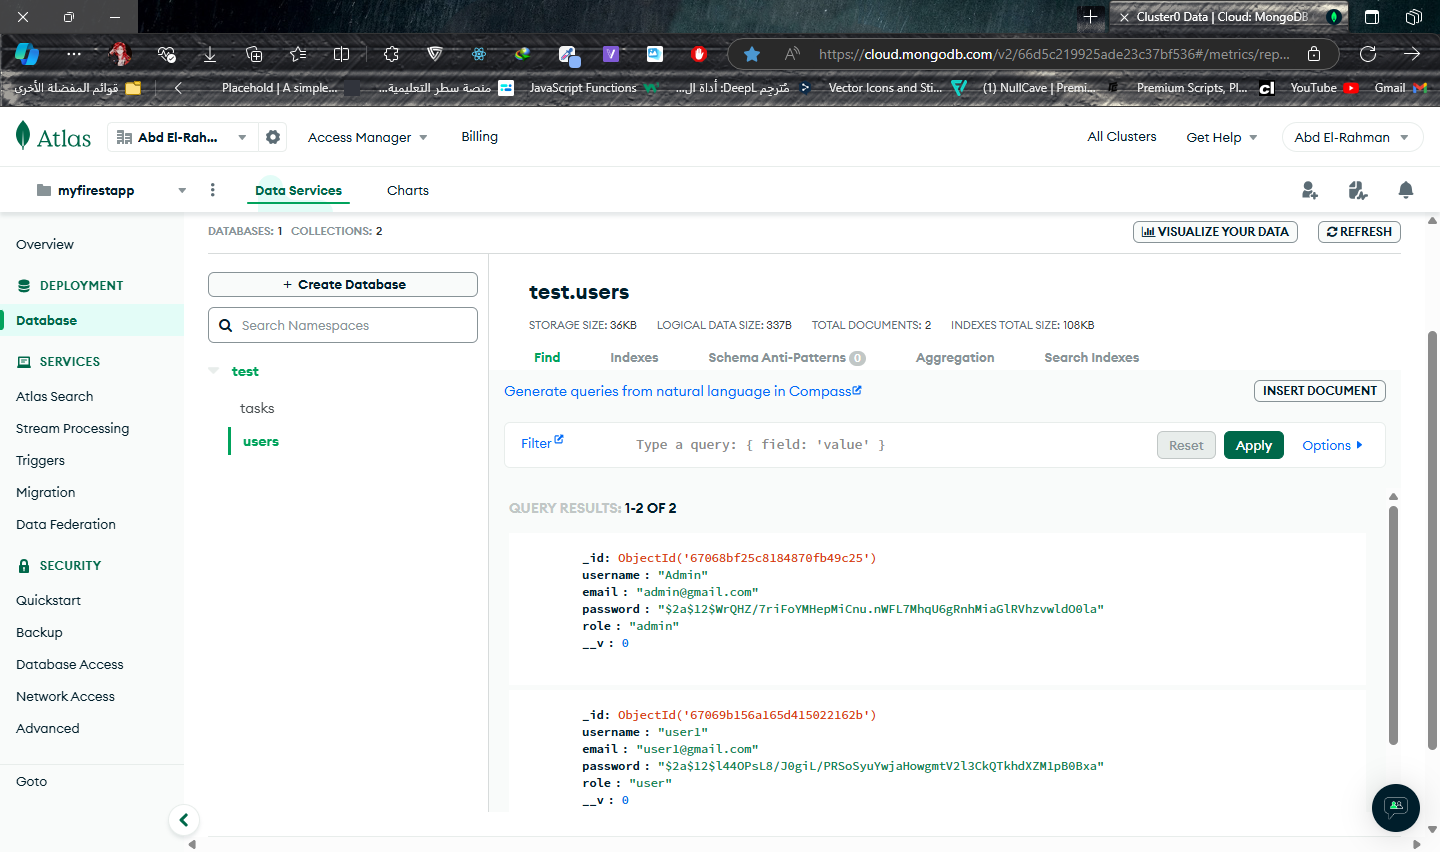 Cluster0 Data | Cloud: MongoDB
https://cloud.mongodb.com/v2/66d5c219925ade23c37bf536#/metrics/rep...
قوائم المفضلة الأخرى
Placehold | A simple...
منصة سطر التعليمية...
JavaScript Functions
مُترجِم DeepL: أداة ال...
Vector Icons and Sti...
(1) NullCave | Premi...
Premium Scripts, Pl...
YouTube
Gmail
Atlas
Abd El-Rah...
Access Manager
Billing
All Clusters
Get Help
Abd El-Rahman
myfirestapp
Data Services
Charts
Overview
DEPLOYMENT
Database
SERVICES
Atlas Search
Stream Processing
Triggers
Migration
Data Federation
SECURITY
Quickstart
Backup
Database Access
Network Access
Advanced
Goto
DATABASES: 1 COLLECTIONS: 2
VISUALIZE YOUR DATA
REFRESH
+ Create Database
Search Namespaces
test
tasks
users
test.users
STORAGE SIZE: 36KB LOGICAL DATA SIZE: 337B TOTAL DOCUMENTS: 2 INDEXES TOTAL SIZE: 108KB
Find Indexes Schema Anti-Patterns 0 Aggregation Search Indexes
Generate queries from natural language in Compass
INSERT DOCUMENT
Filter
Type a query: { field: 'value' }
Reset
Apply
Options
QUERY RESULTS: 1-2 OF 2
_id: ObjectId('67068bf25c8184870fb49c25')
username : "Admin"
email : "admin@gmail.com"
password : "$2a$12$WrQHZ/7riFoYMHepMiCnu.nWFL7MhqU6gRnhMiaGlRVhzvwldO0la"
role : "admin"
__v : 0
_id: ObjectId('67069b156a165d415022162b')
username : "user1"
email : "user1@gmail.com"
password : "$2a$12$l44OPsL8/J0giL/PRSoSyuYwjaHowgmtV2l3CkQTkhdXZM1pB0Bxa"
role : "user"
__v : 0